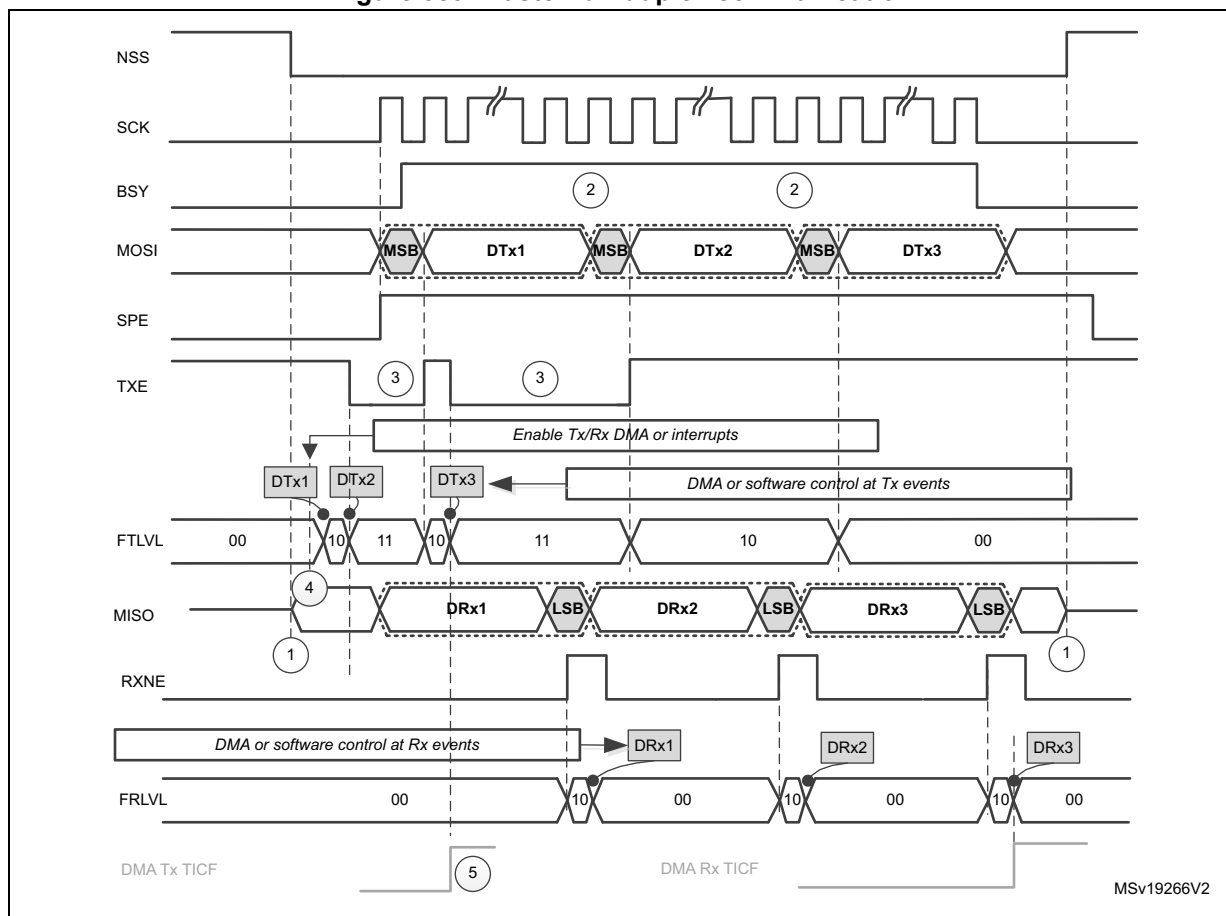 NSS
SCK
BSY
2 2
MOSI
MSB DTx1 MSB DTx2 MSB DTx3
SPE
TXE
3 3
Enable Tx/Rx DMA or interrupts
DTx1 DTx2 DTx3 DMA or software control at Tx events
FTLVL 00 10 11 10 11 10 00
4
MISO DRx1 LSB DRx2 LSB DRx3 LSB
1 1
RXNE
DMA or software control at Rx events DRx1 DRx2 DRx3
FRLVL 00 10 00 10 00 10 00
DMA Tx TICF 5 DMA Rx TICF
MSv19266V2